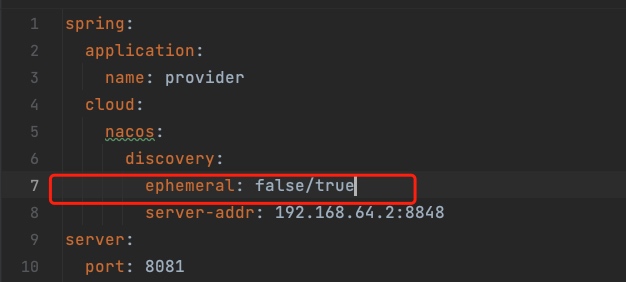 1 spring:
2 application:
3 name: provider
4 cloud:
5 nacos:
6 discovery:
7 ephemeral: false/true
8 server-addr: 192.168.64.2:8848
9 server:
10 port: 8081